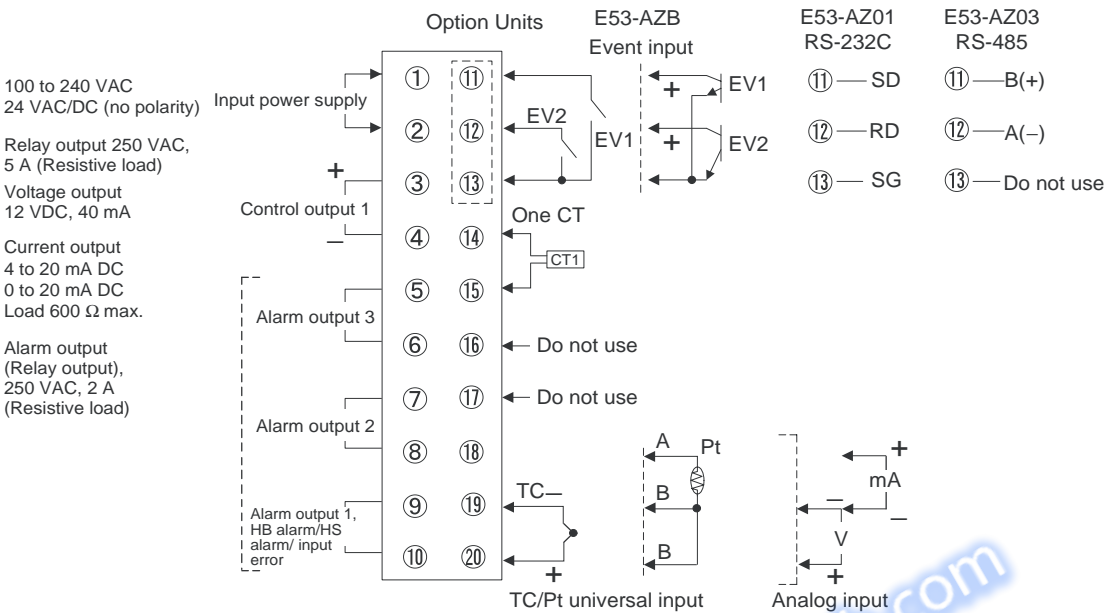 Option Units
E53-AZB
Event input
E53-AZ01
RS-232C
E53-AZ03
RS-485
100 to 240 VAC
24 VAC/DC (no polarity)
Input power supply
Relay output 250 VAC,
5 A (Resistive load)
Voltage output
12 VDC, 40 mA
Current output
4 to 20 mA DC
0 to 20 mA DC
Load 600 Ω max.
Alarm output
(Relay output),
250 VAC, 2 A
(Resistive load)
+
Control output 1
−
Alarm output 3
Alarm output 2
Alarm output 1,
HB alarm/HS
alarm/ input
error
① ⑪
② ⑫
③ ⑬
④ ⑭
⑤ ⑮
⑥ ⑯
⑦ ⑰
⑧ ⑱
⑨ ⑲
⑩ ⑳
EV2
EV1
+
EV1
+
EV2
⑪ SD
⑫ RD
⑬ SG
⑪ B(+)
⑫ A(−)
⑬ Do not use
One CT
CT1
Do not use
Do not use
TC−
+
A
Pt
B
B
TC/Pt universal input
+
mA
−
−
V
+
Analog input
.com